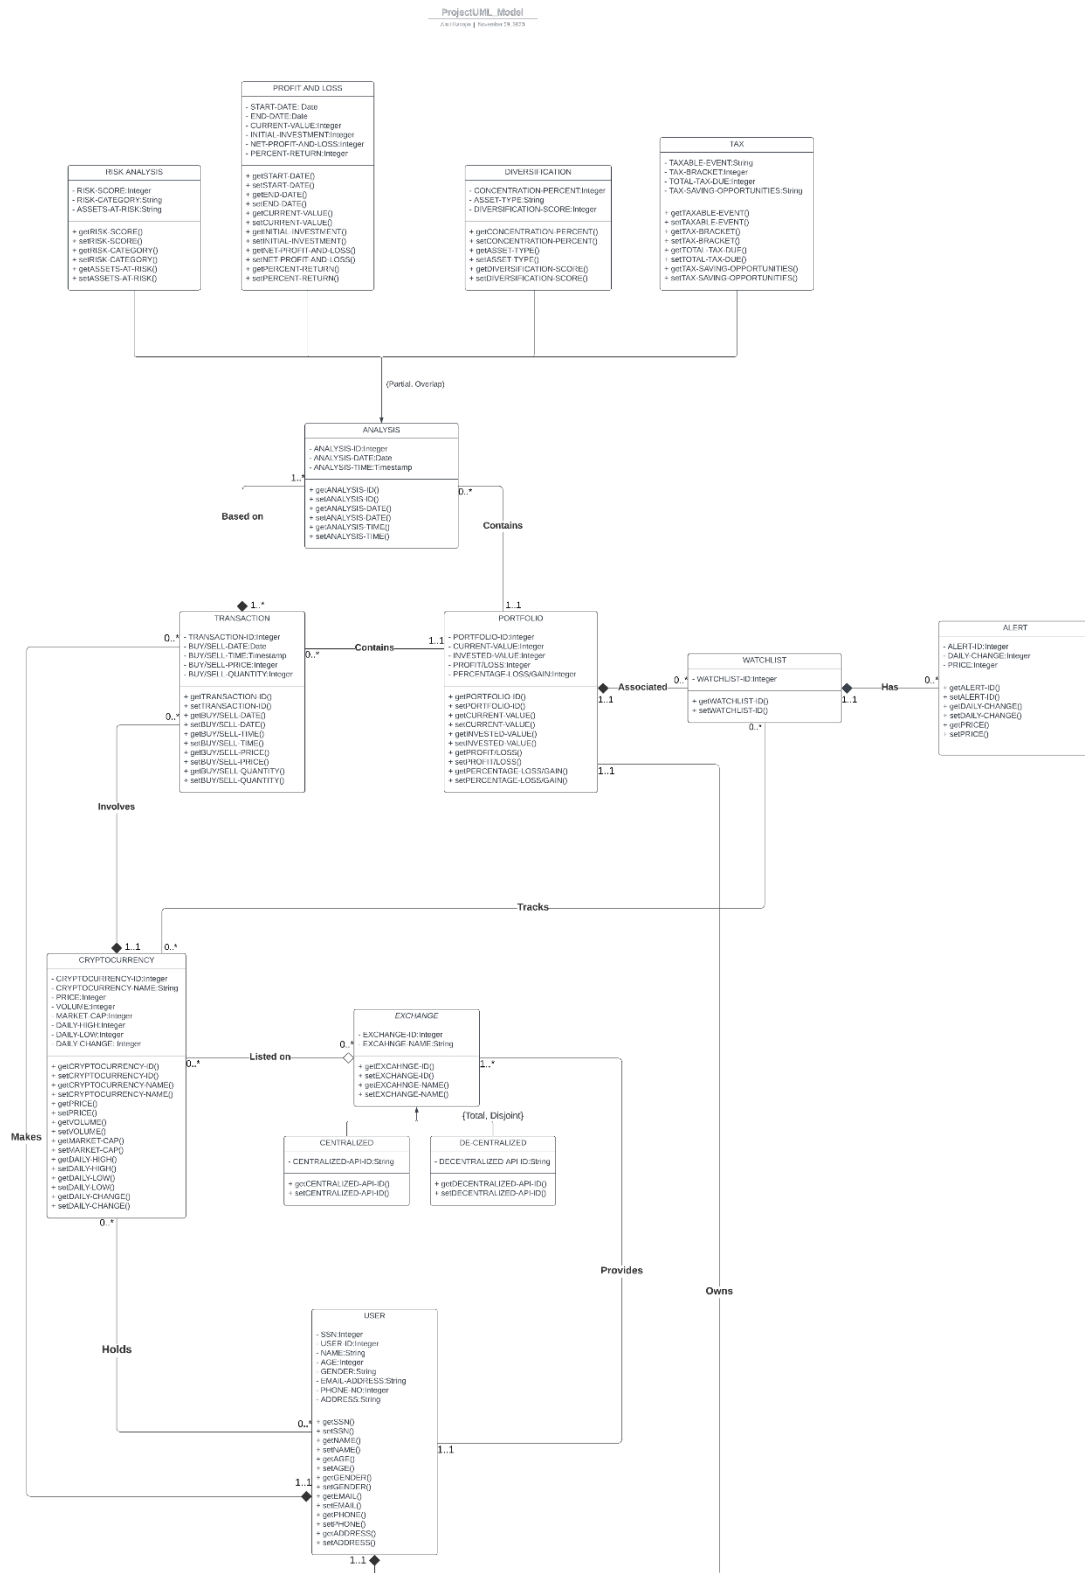 ProjectUML_Model
November 29, 2023
PROFIT AND LOSS
- START-DATE: Date
- END-DATE:Date
- CURRENT-VALUE:Integer
- INITIAL-INVESTMENT:Integer
- NET-PROFIT-AND-LOSS:Integer
- PERCENT-RETURN:Integer
+ getSTART-DATE()
+ setSTART-DATE()
+ getEND-DATE()
+ setEND-DATE()
+ getCURRENT-VALUE()
+ setCURRENT-VALUE()
+ getINITIAL-INVESTMENT()
+ setINITIAL-INVESTMENT()
+ getNET-PROFIT-AND-LOSS()
+ setNET-PROFIT-AND-LOSS()
+ getPERCENT-RETURN()
+ setPERCENT-RETURN()
RISK ANALYSIS
- RISK-SCORE:Integer
- RISK-CATEGORY:String
- ASSETS-AT-RISK:String
+ getRISK-SCORE()
+ setRISK-SCORE()
+ getRISK-CATEGORY()
+ setRISK-CATEGORY()
+ getASSETS-AT-RISK()
+ setASSETS-AT-RISK()
DIVERSIFICATION
- CONCENTRATION-PERCENT:Integer
- ASSET-TYPE:String
- DIVERSIFICATION-SCORE:Integer
+ getCONCENTRATION-PERCENT()
+ setCONCENTRATION-PERCENT()
+ getASSET-TYPE()
+ setASSET-TYPE()
+ getDIVERSIFICATION-SCORE()
+ setDIVERSIFICATION-SCORE()
TAX
- TAXABLE-EVENT:String
- TAX-BRACKET:Integer
- TOTAL-TAX-DUE:Integer
- TAX-SAVING-OPPORTUNITIES:String
+ getTAXABLE-EVENT()
+ setTAXABLE-EVENT()
+ getTAX-BRACKET()
+ setTAX-BRACKET()
+ getTOTAL-TAX-DUE()
+ setTOTAL-TAX-DUE()
+ getTAX-SAVING-OPPORTUNITIES()
+ setTAX-SAVING-OPPORTUNITIES()
{Partial, Overlap}
ANALYSIS
- ANALYSIS-ID:Integer
- ANALYSIS-DATE:Date
- ANALYSIS-TIME:Timestamp
+ getANALYSIS-ID()
+ setANALYSIS-ID()
+ getANALYSIS-DATE()
+ setANALYSIS-DATE()
+ getANALYSIS-TIME()
+ setANALYSIS-TIME()
1..*
0..*
Based on
Contains
1..*
1..1
TRANSACTION
- TRANSACTION-ID:Integer
- BUY/SELL-DATE:Date
- BUY/SELL-TIME:Timestamp
- BUY/SELL-PRICE:Integer
- BUY/SELL-QUANTITY:Integer
+ getTRANSACTION-ID()
+ setTRANSACTION-ID()
+ getBUY/SELL-DATE()
+ setBUY/SELL-DATE()
+ getBUY/SELL-TIME()
+ setBUY/SELL-TIME()
+ getBUY/SELL-PRICE()
+ setBUY/SELL-PRICE()
+ getBUY/SELL-QUANTITY()
+ setBUY/SELL-QUANTITY()
0..*
0..*
0..*
Contains
1..1
PORTFOLIO
- PORTFOLIO-ID:Integer
- CURRENT-VALUE:Integer
- INVESTED-VALUE:Integer
- PROFIT/LOSS:Integer
- PERCENTAGE-LOSS/GAIN:Integer
+ getPORTFOLIO-ID()
+ setPORTFOLIO-ID()
+ getCURRENT-VALUE()
+ setCURRENT-VALUE()
+ getINVESTED-VALUE()
+ setINVESTED-VALUE()
+ getPROFIT/LOSS()
+ setPROFIT/LOSS()
+ getPERCENTAGE-LOSS/GAIN()
+ setPERCENTAGE-LOSS/GAIN()
1..1
Associated
0..*
1..1
WATCHLIST
- WATCHLIST-ID:Integer
+ getWATCHLIST-ID()
+ setWATCHLIST-ID()
0..*
1..1
Has
0..*
ALERT
- ALERT-ID:Integer
- DAILY-CHANGE:Integer
- PRICE:Integer
+ getALERT-ID()
+ setALERT-ID()
+ getDAILY-CHANGE()
+ setDAILY-CHANGE()
+ getPRICE()
+ setPRICE()
Involves
Tracks
1..1
0..*
CRYPTOCURRENCY
- CRYPTOCURRENCY-ID:Integer
- CRYPTOCURRENCY-NAME:String
- PRICE:Integer
- VOLUME:Integer
- MARKET CAP:Integer
- DAILY-HIGH:Integer
- DAILY-LOW:Integer
- DAILY-CHANGE: Integer
+ getCRYPTOCURRENCY-ID()
+ setCRYPTOCURRENCY-ID()
+ getCRYPTOCURRENCY-NAME()
+ setCRYPTOCURRENCY-NAME()
+ getPRICE()
+ setPRICE()
+ getVOLUME()
+ setVOLUME()
+ getMARKET-CAP()
+ setMARKET-CAP()
+ getDAILY-HIGH()
+ setDAILY-HIGH()
+ getDAILY-LOW()
+ setDAILY-LOW()
+ getDAILY-CHANGE()
+ setDAILY-CHANGE()
0..*
Listed on
0..*
EXCHANGE
- EXCHANGE-ID:Integer
- EXCAHNGE-NAME:String
+ getEXCAHNGE-ID()
+ setEXCHANGE-ID()
+ getEXCAHNGE-NAME()
+ setEXCHANGE-NAME()
1..*
{Total, Disjoint}
CENTRALIZED
- CENTRALIZED-API-ID:String
+ getCENTRALIZED-API-ID()
+ setCENTRALIZED-API-ID()
DE-CENTRALIZED
- DECENTRALIZED API ID:String
+ getDECENTRALIZED-API-ID()
+ setDECENTRALIZED-API-ID()
Makes
0..*
Provides
Owns
Holds
USER
- SSN:Integer
- USER-ID:Integer
- NAME:String
- AGE:Integer
- GENDER:String
- EMAIL-ADDRESS:String
- PHONE-NO:Integer
- ADDRESS:String
+ getSSN()
+ setSSN()
+ getNAME()
+ setNAME()
+ getAGE()
+ setAGE()
+ getGENDER()
+ setGENDER()
+ getEMAIL()
+ setEMAIL()
+ getPHONE()
+ setPHONE()
+ getADDRESS()
+ setADDRESS()
0..*
1..1
1..1
1..1